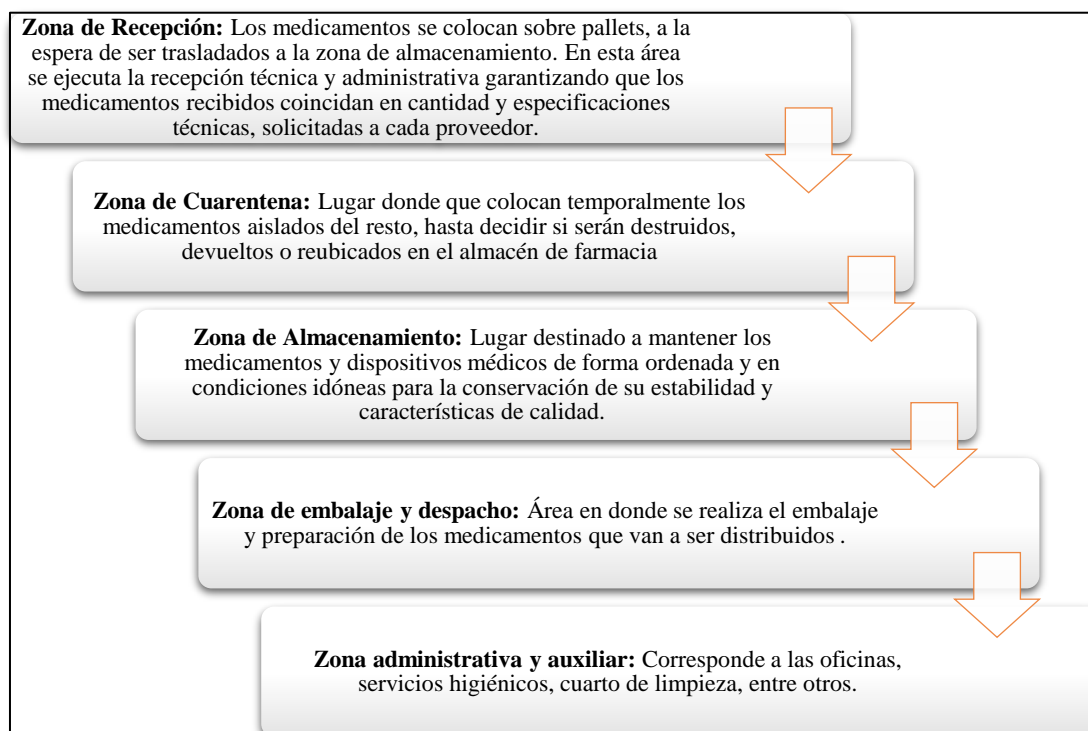 Zona de Recepción: Los medicamentos se colocan sobre pallets, a la
espera de ser trasladados a la zona de almacenamiento. En esta área
se ejecuta la recepción técnica y administrativa garantizando que los
medicamentos recibidos coincidan en cantidad y especificaciones
técnicas, solicitadas a cada proveedor.
Zona de Cuarentena: Lugar donde que colocan temporalmente los
medicamentos aislados del resto, hasta decidir si serán destruidos,
devueltos o reubicados en el almacén de farmacia
Zona de Almacenamiento: Lugar destinado a mantener los
medicamentos y dispositivos médicos de forma ordenada y en
condiciones idóneas para la conservación de su estabilidad y
características de calidad.
Zona de embalaje y despacho: Área en donde se realiza el embalaje
y preparación de los medicamentos que van a ser distribuidos .
Zona administrativa y auxiliar: Corresponde a las oficinas,
servicios higiénicos, cuarto de limpieza, entre otros.